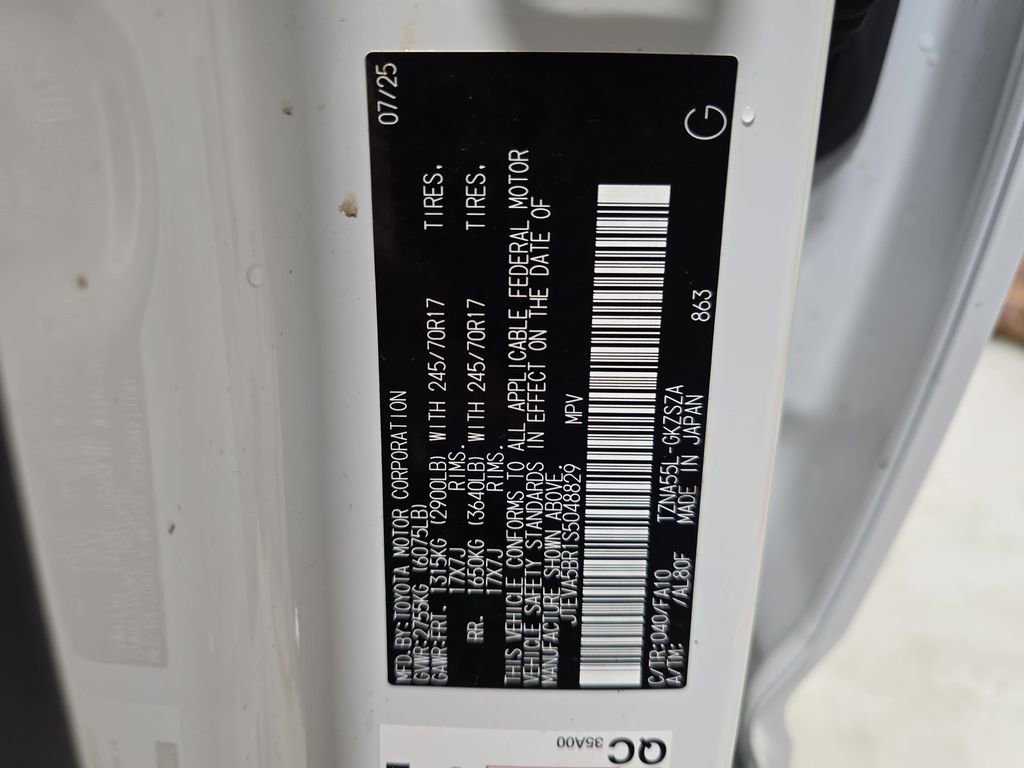 MFD.BY:TOYOTA MOTOR CORPORATION 07/25
GVWR:2755KG (6075LB)
GAWR:FRT. 1315KG (2900LB) WITH 245/70R17 TIRES.
17X7J RIMS.
RR. 1650KG (3640LB) WITH 245/70R17 TIRES.
17X7J RIMS.
THIS VEHICLE CONFORMS TO ALL APPLICABLE FEDERAL MOTOR
VEHICLE SAFETY STANDARDS IN EFFECT ON THE DATE OF
MANUFACTURE SHOWN ABOVE.
JTEVA5BR1S5048829 MPV
C/TR:040/FA10 TZNA55L-GKZSZA
A/TM: /AL80F MADE IN JAPAN 863
G
QC
35A00